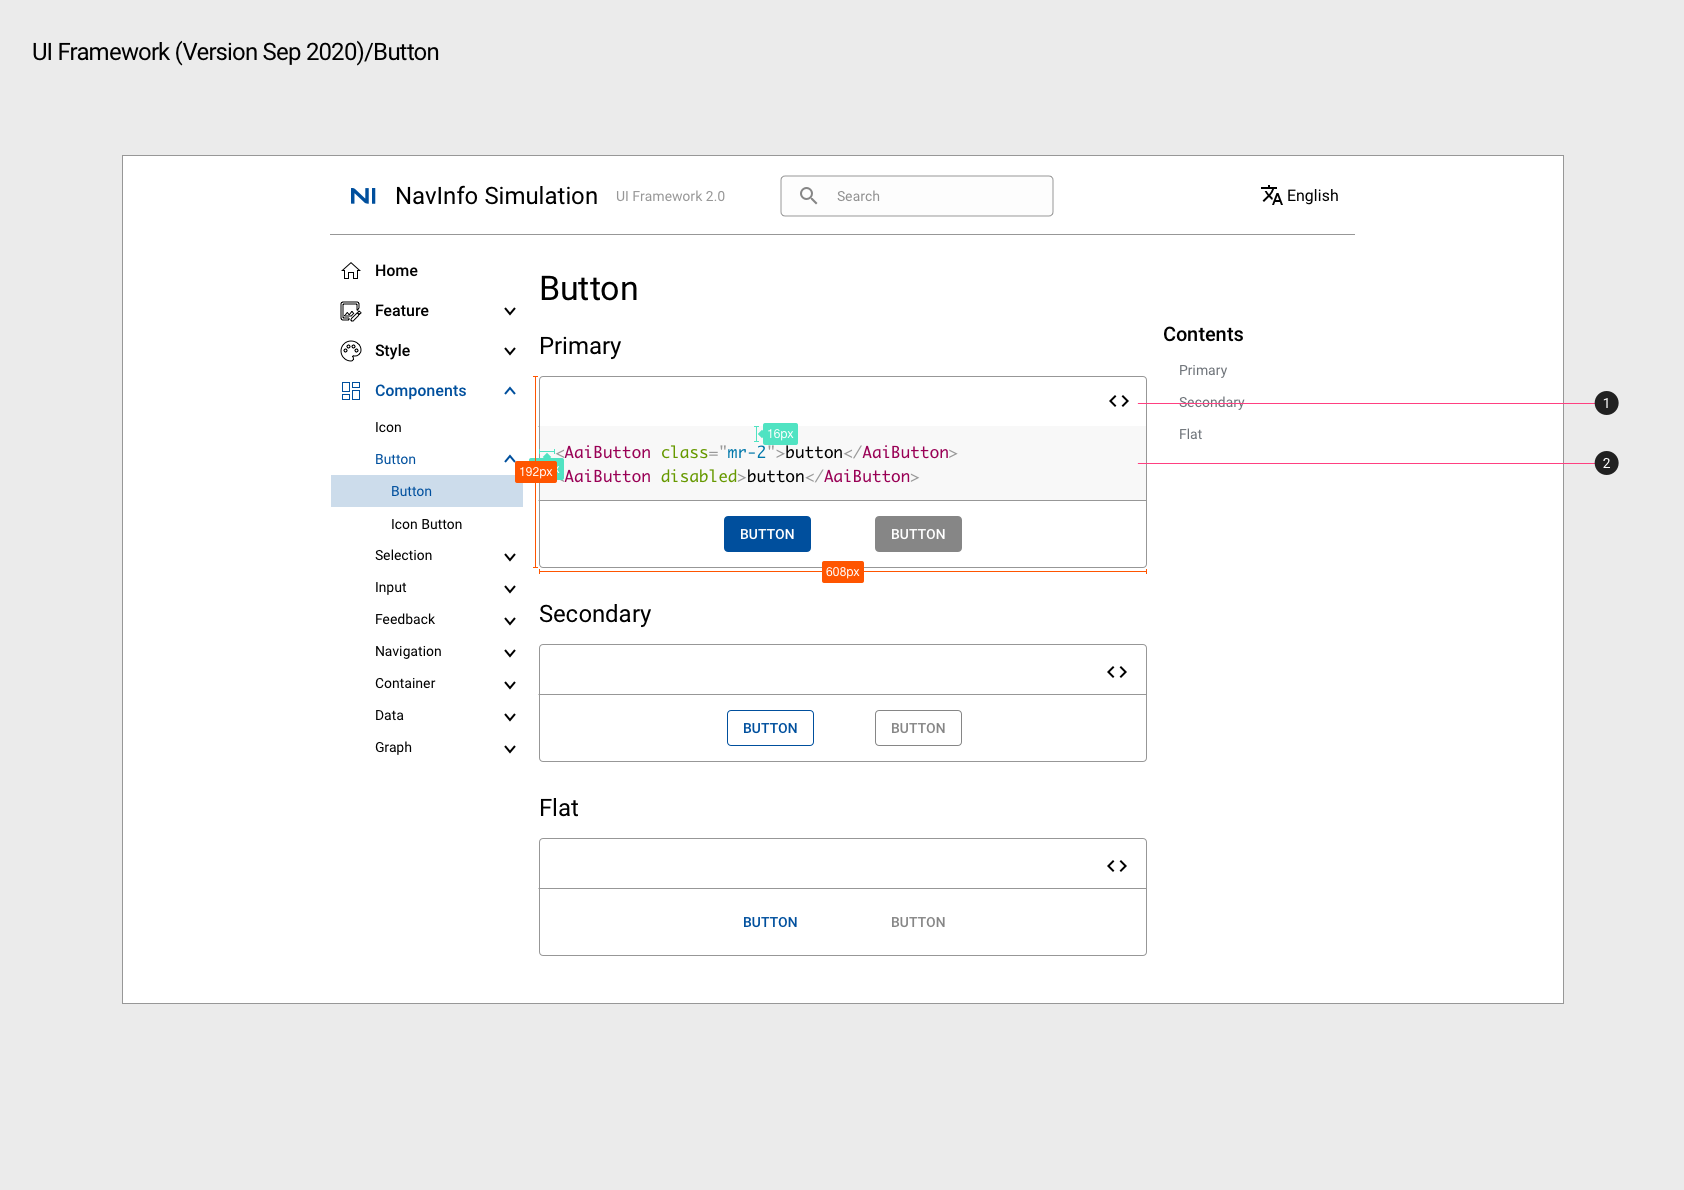 UI Framework (Version Sep 2020)/Button
NI NavInfo Simulation UI Framework 2.0 Search English
Home
Feature
Style
Components
Icon
Button
Button
Icon Button
Selection
Input
Feedback
Navigation
Container
Data
Graph
Button
Primary
16px
<AaiButton class="mr-2">button</AaiButton>
AaiButton disabled>button</AaiButton>
192px
BUTTON BUTTON
608px
Secondary
BUTTON BUTTON
Flat
BUTTON BUTTON
Contents
Primary
Secondary
Flat
1
2